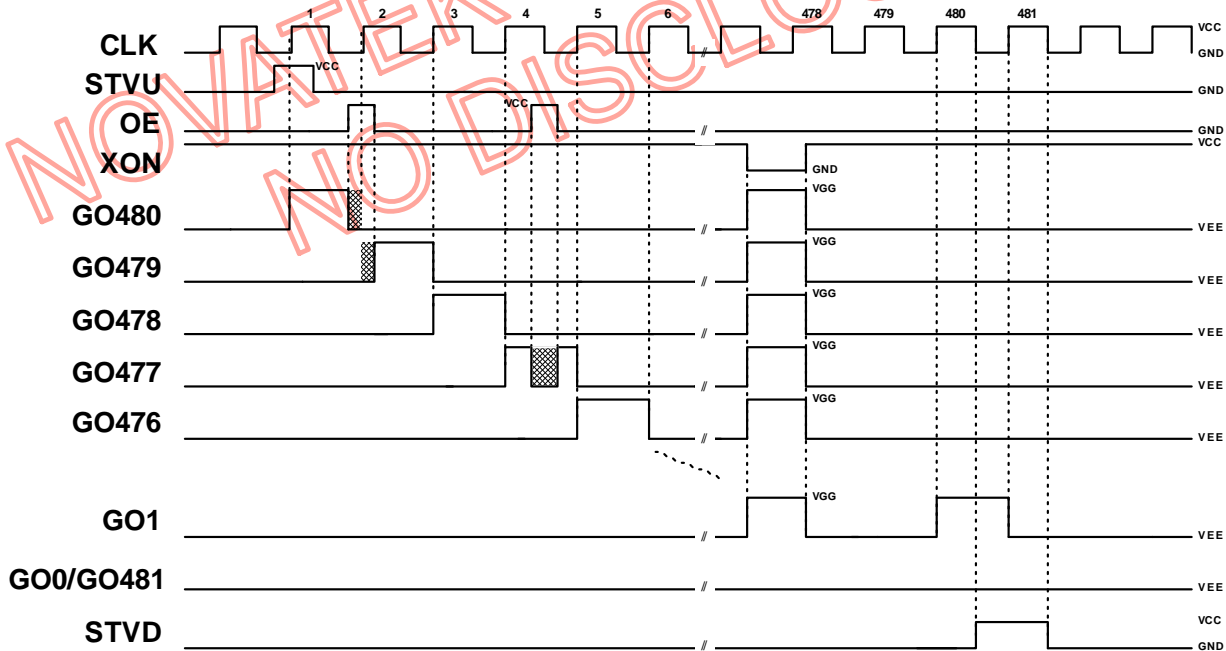 1 2 3 4 5 6 478 479 480 481
CLK VCC
GND
STVU VCC
GND
OE VCC
GND
XON VCC
GND
GO480 VGG
VEE
GO479 VGG
VEE
GO478 VGG
VEE
GO477 VGG
VEE
GO476 VGG
VEE
GO1 VGG
VEE
GO0/GO481 VEE
STVD VCC
GND
NOVATEK
NO DISCLO